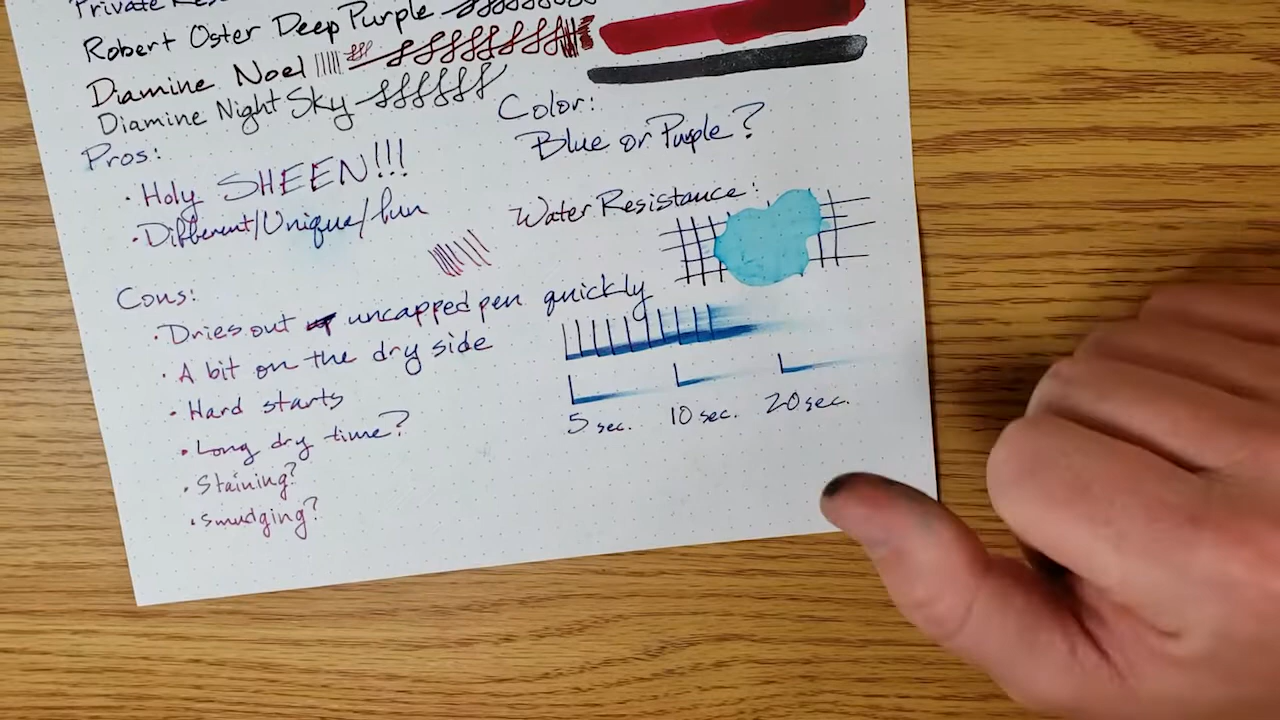 Private Res
Robert Oster Deep Purple
Diamine Noel
Diamine Night Sky
Color:
Blue or Purple?
Pros:
· Holy SHEEN!!!
· Different/Unique/fun
Water Resistance:
Cons:
· Dries out uncapped pen quickly
· A bit on the dry side
· Hard starts
· Long dry time?
· Staining?
· Smudging?
5 sec. 10 sec. 20 sec.